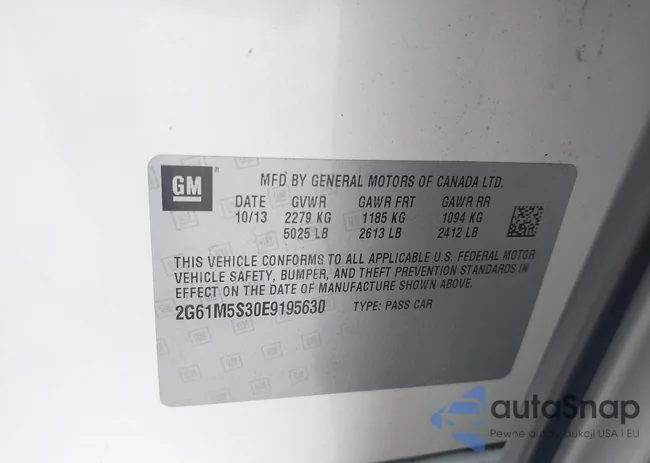 GM
MFD BY GENERAL MOTORS OF CANADA LTD.
DATE GVWR GAWR FRT GAWR RR
10/13 2279 KG 1185 KG 1094 KG
5025 LB 2613 LB 2412 LB
THIS VEHICLE CONFORMS TO ALL APPLICABLE U.S. FEDERAL MOTOR
VEHICLE SAFETY, BUMPER, AND THEFT PREVENTION STANDARDS IN
EFFECT ON THE DATE OF MANUFACTURE SHOWN ABOVE.
2G61M5S30E9195630 TYPE: PASS CAR
autoSnap
Pewne auta z aukcji USA i EU